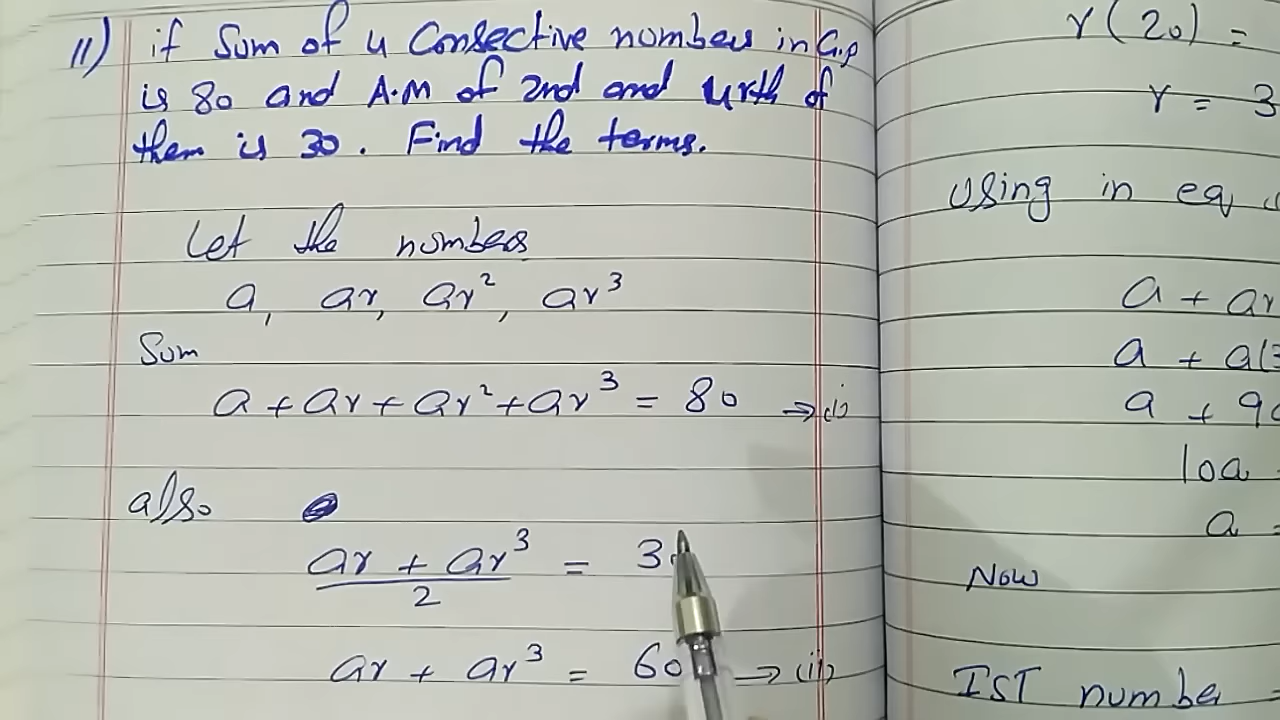 11) if Sum of 4 Consective numbers in G.p
is 80 and A.M of 2nd and 4rth of
them is 30. Find the terms.
Let the numbers
a, ar, ar², ar³
Sum
a + ar + ar² + ar³ = 80 → (i)
also
ar + ar³ = 3
2
ar + ar³ = 60 → (ii)
r(20) =
r = 3
Using in eq
a + ar
a + a(3
a + 9a
10a
a =
Now
IST number =